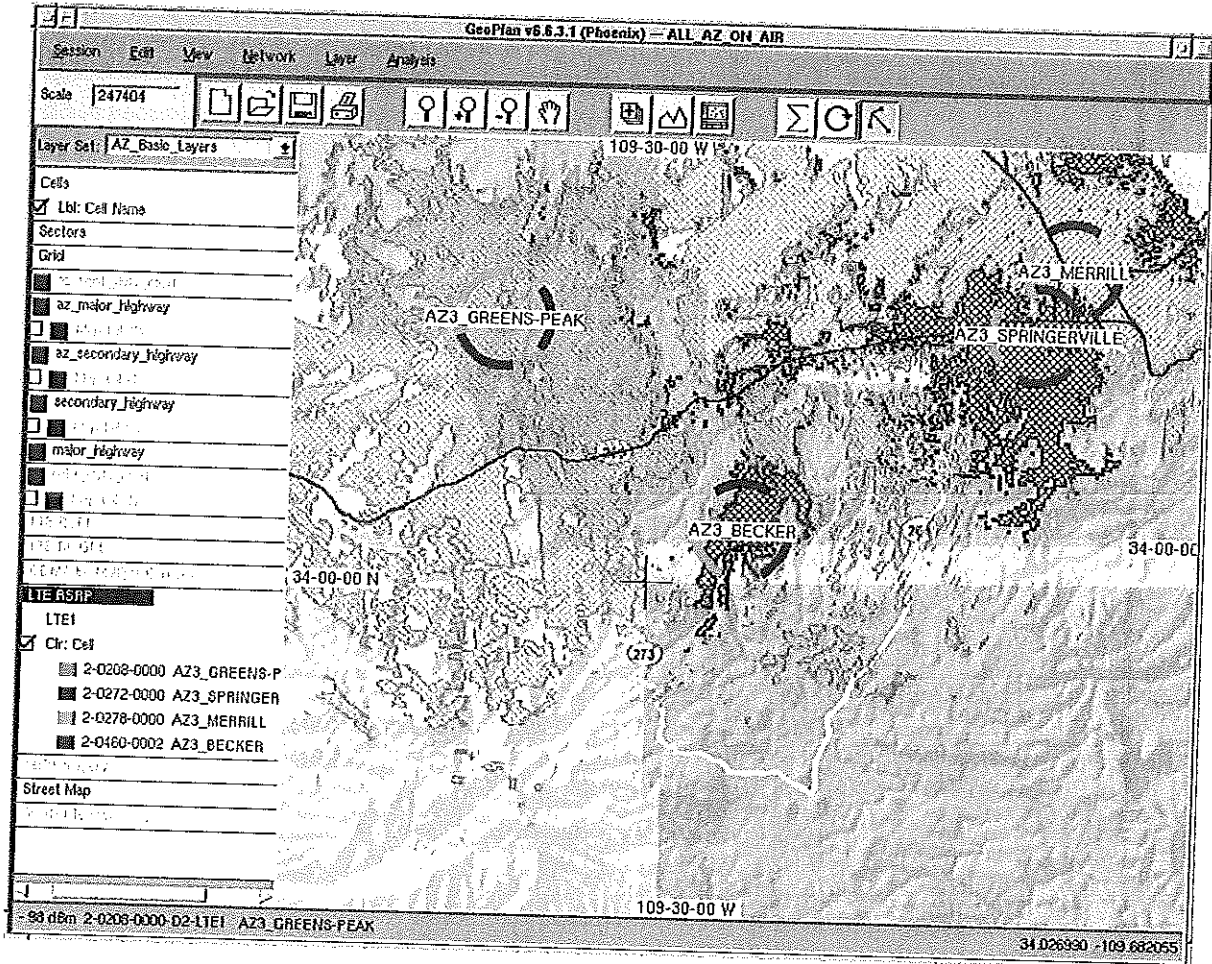 GeoPlan v6.6.3.1 (Phoenix) — ALL_AZ_ON_AIR
Session Edit View Network Layer Analysis
Scale 247404
Layer Set: AZ_Basic_Layers
Cells
Lbl: Cell Name
Sectors
Grid
az_major_highway
az_secondary_highway
secondary_highway
major_highway
LTE RSRP
LTE1
Clr: Cell
2-0208-0000 AZ3_GREENS-P
2-0272-0000 AZ3_SPRINGER
2-0278-0000 AZ3_MERRILL
2-0460-0002 AZ3_BECKER
Street Map
109-30-00 W
AZ3_MERRILL
AZ3_GREENS-PEAK
AZ3_SPRINGERVILLE
AZ3_BECKER
26
34-00-00
34-00-00 N
273
109-30-00 W
- 98 dBm 2-0208-0000-D2-LTE1 AZ3_GREENS-PEAK
34.026990 -109.682055